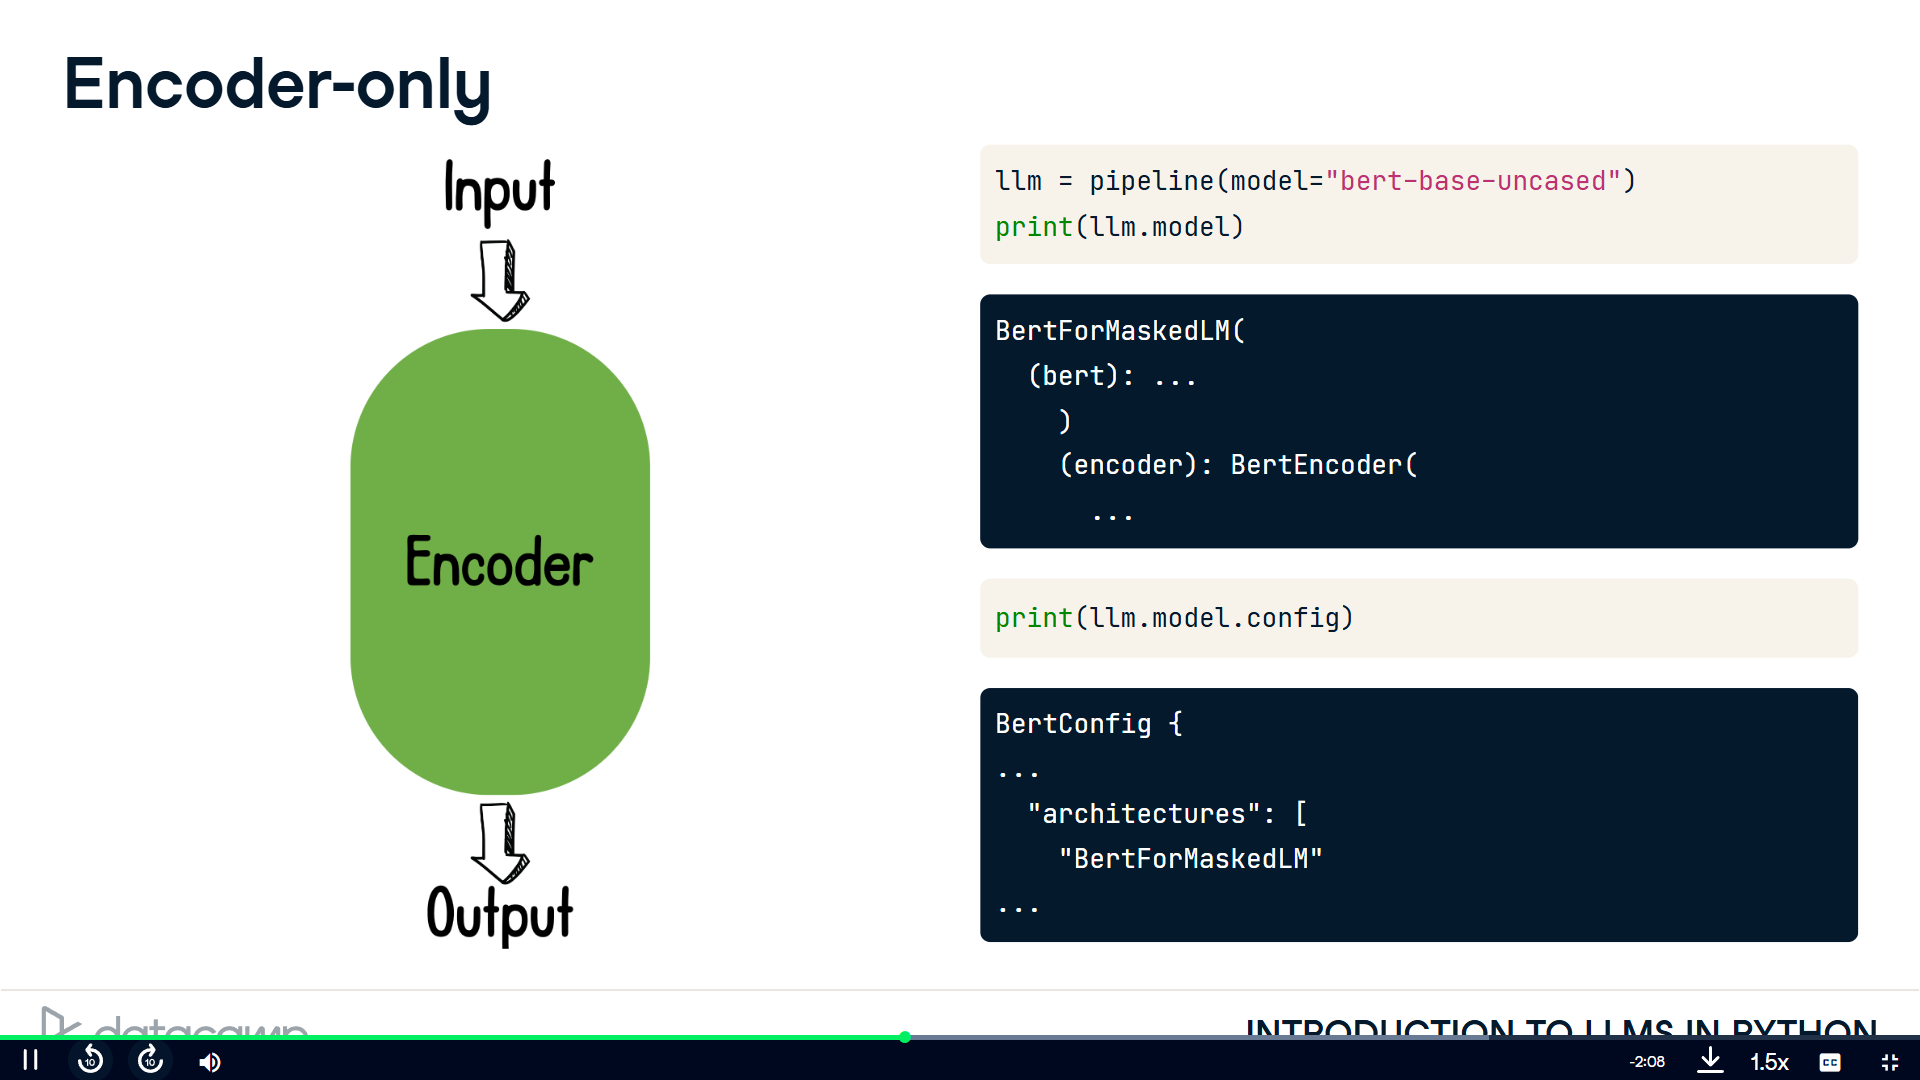 Encoder-only
Input
Encoder
Output
llm = pipeline(model="bert-base-uncased")
print(llm.model)
BertForMaskedLM(
  (bert): ...
    )
    (encoder): BertEncoder(
      ...
print(llm.model.config)
BertConfig {
...
  "architectures": [
    "BertForMaskedLM"
...
datacamp
INTRODUCTION TO LLMS IN PYTHON
10
10
-2:08
1.5x
CC